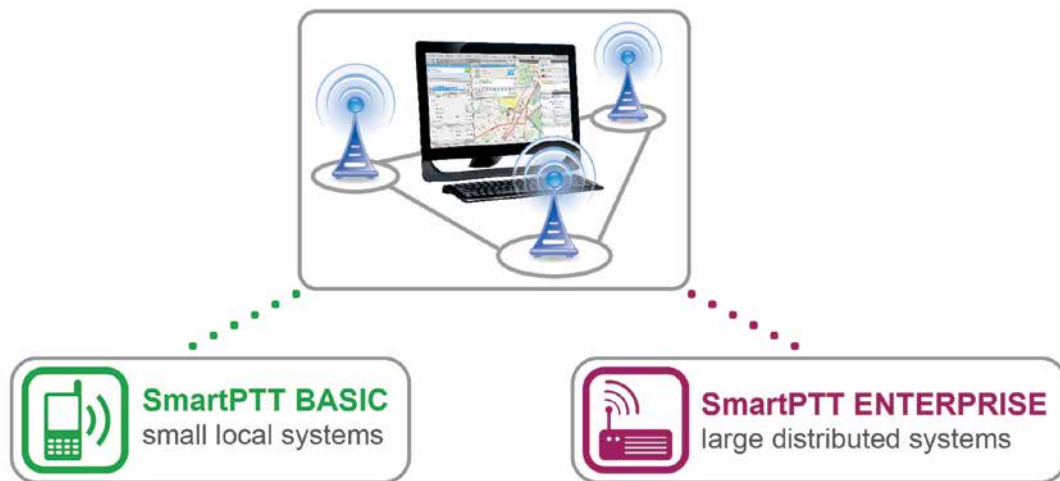 SmartPTT BASIC
small local systems
SmartPTT ENTERPRISE
large distributed systems